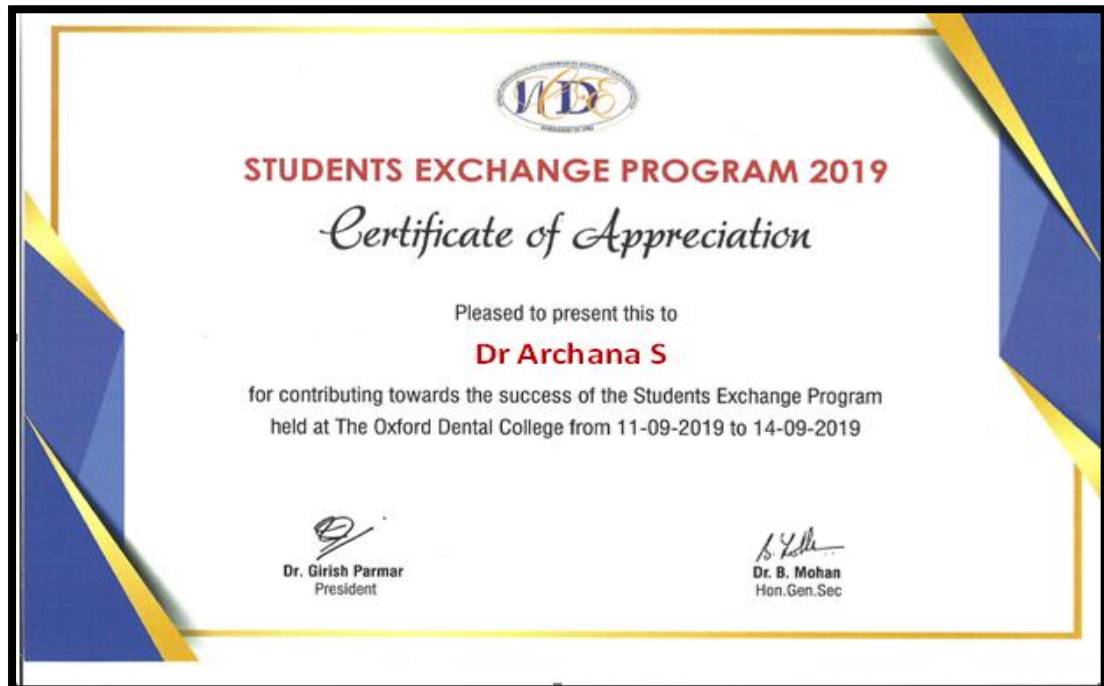 STUDENTS EXCHANGE PROGRAM 2019
Certificate of Appreciation
Pleased to present this to
Dr Archana S
for contributing towards the success of the Students Exchange Program
held at The Oxford Dental College from 11-09-2019 to 14-09-2019
Dr. Girish Parmar
President
Dr. B. Mohan
Hon.Gen.Sec